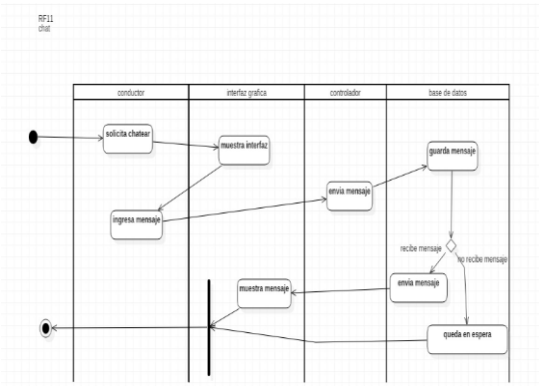 RF11
chat
conductor
interfaz grafica
controlador
base de datos
solicita chatear
muestra interfaz
guarda mensaje
envia mensaje
ingresa mensaje
recibe mensaje
no recibe mensaje
envia mensaje
muestra mensaje
queda en espera